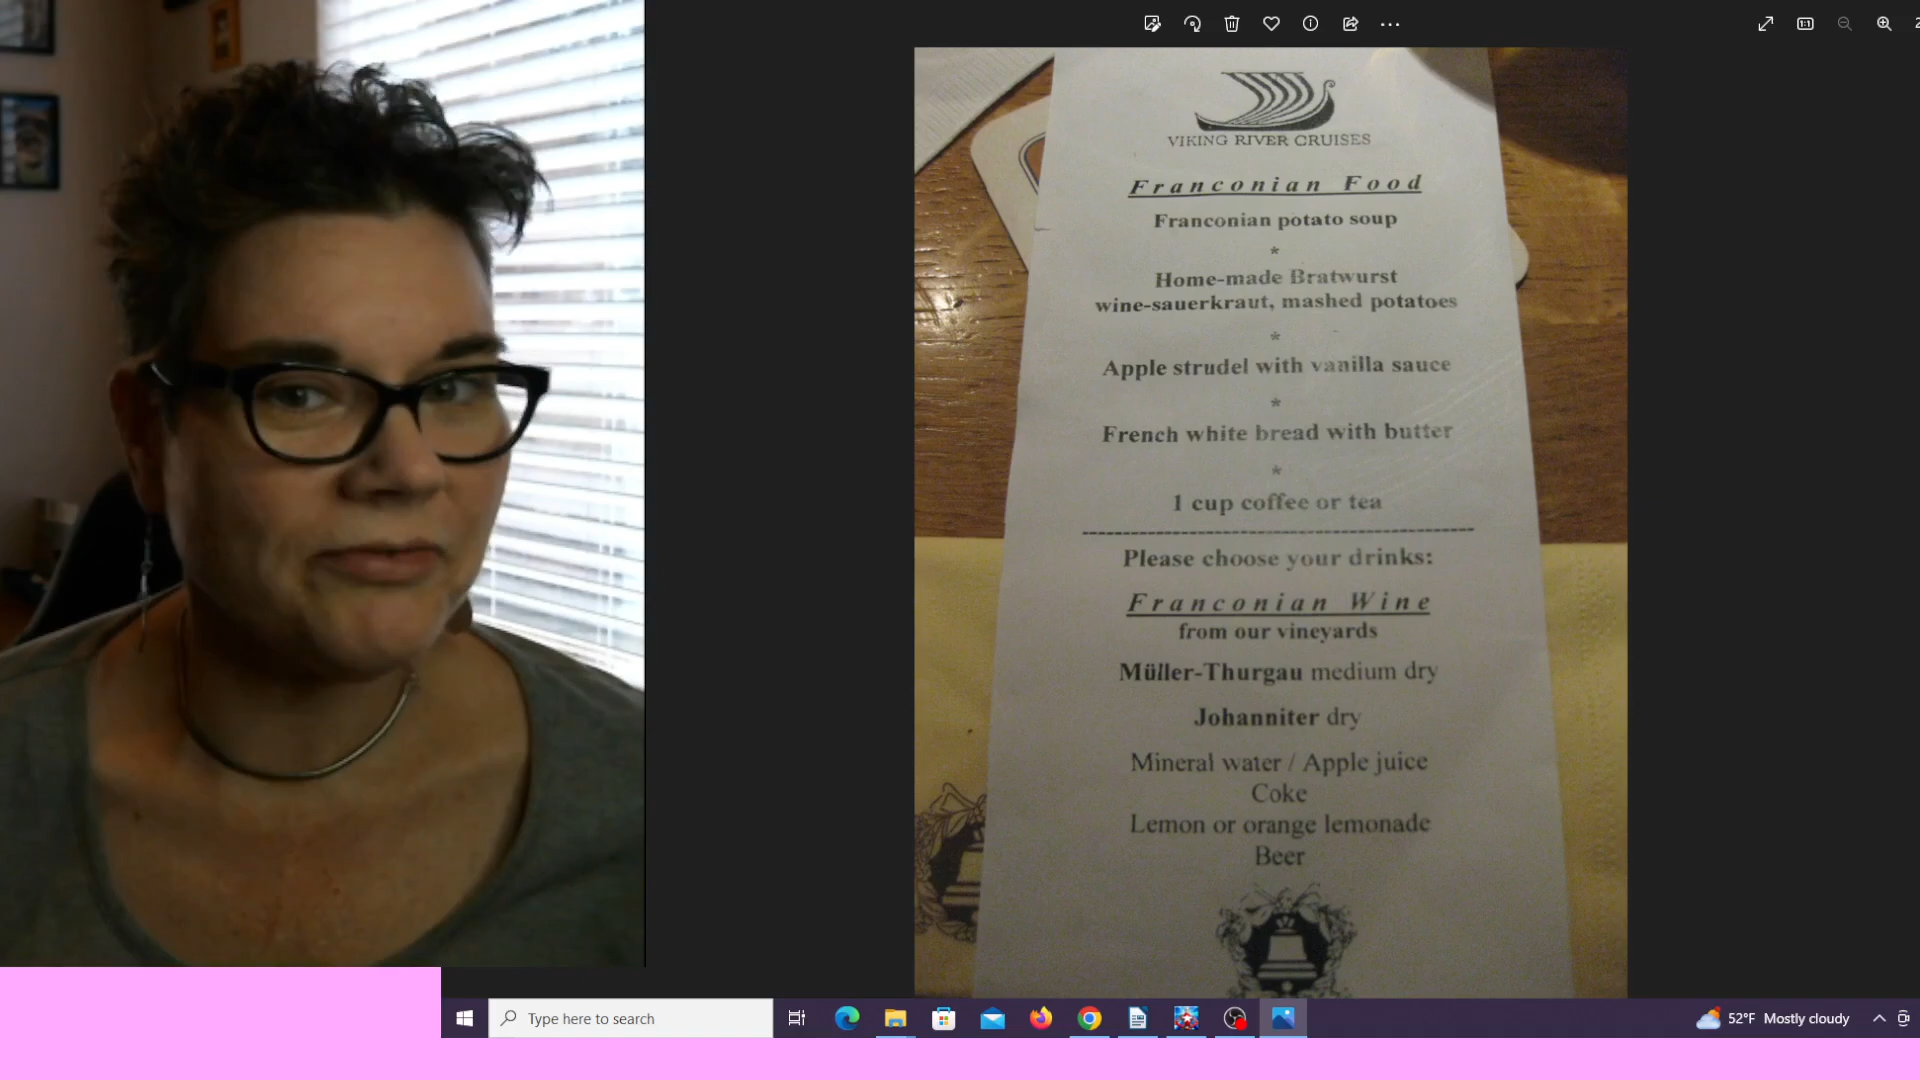 VIKING RIVER CRUISES
Franconian Food
Franconian potato soup
*
Home-made Bratwurst
wine-sauerkraut, mashed potatoes
*
Apple strudel with vanilla sauce
*
French white bread with butter
*
1 cup coffee or tea
--------------------------------------------
Please choose your drinks:
Franconian Wine
from our vineyards
Müller-Thurgau medium dry
Johanniter dry
Mineral water / Apple juice
Coke
Lemon or orange lemonade
Beer
Type here to search
52°F Mostly cloudy